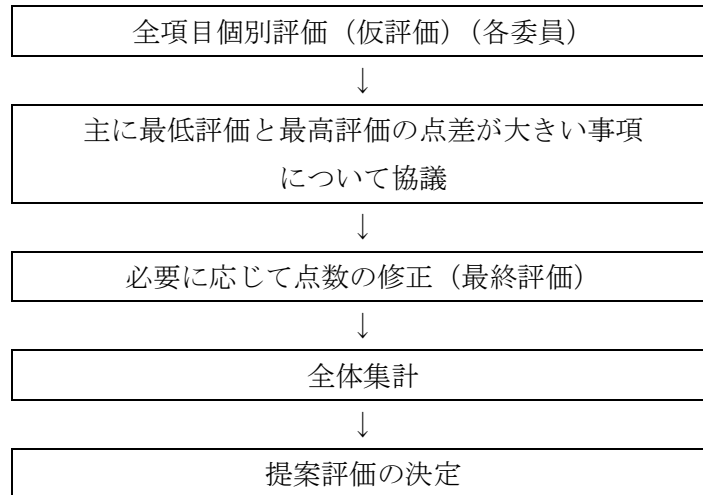 全項目個別評価（仮評価）（各委員）
↓
主に最低評価と最高評価の点差が大きい事項
について協議
↓
必要に応じて点数の修正（最終評価）
↓
全体集計
↓
提案評価の決定